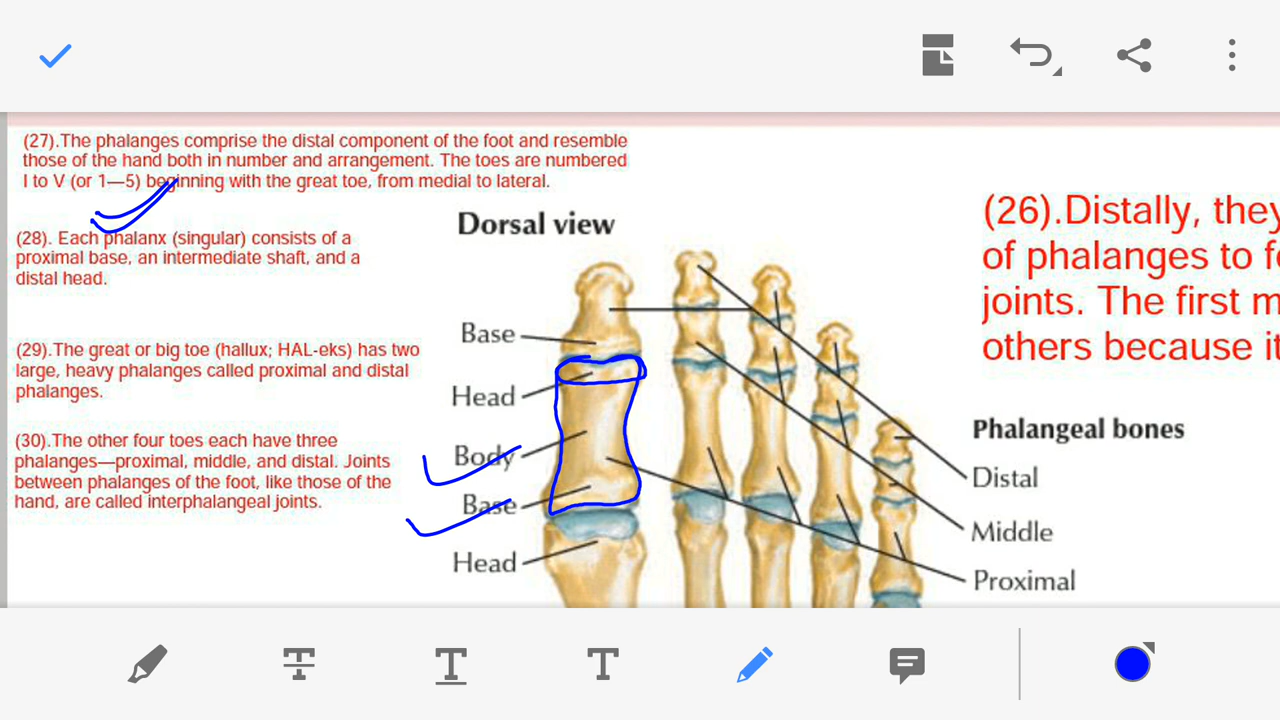 (27).The phalanges comprise the distal component of the foot and resemble
those of the hand both in number and arrangement. The toes are numbered
I to V (or 1—5) beginning with the great toe, from medial to lateral.
(28). Each phalanx (singular) consists of a
proximal base, an intermediate shaft, and a
distal head.
(29).The great or big toe (hallux; HAL-eks) has two
large, heavy phalanges called proximal and distal
phalanges.
(30).The other four toes each have three
phalanges—proximal, middle, and distal. Joints
between phalanges of the foot, like those of the
hand, are called interphalangeal joints.
Dorsal view
Base
Head
Body
Base
Head
(26).Distally, they
of phalanges to f
joints. The first m
others because it
Phalangeal bones
Distal
Middle
Proximal
T
T
T